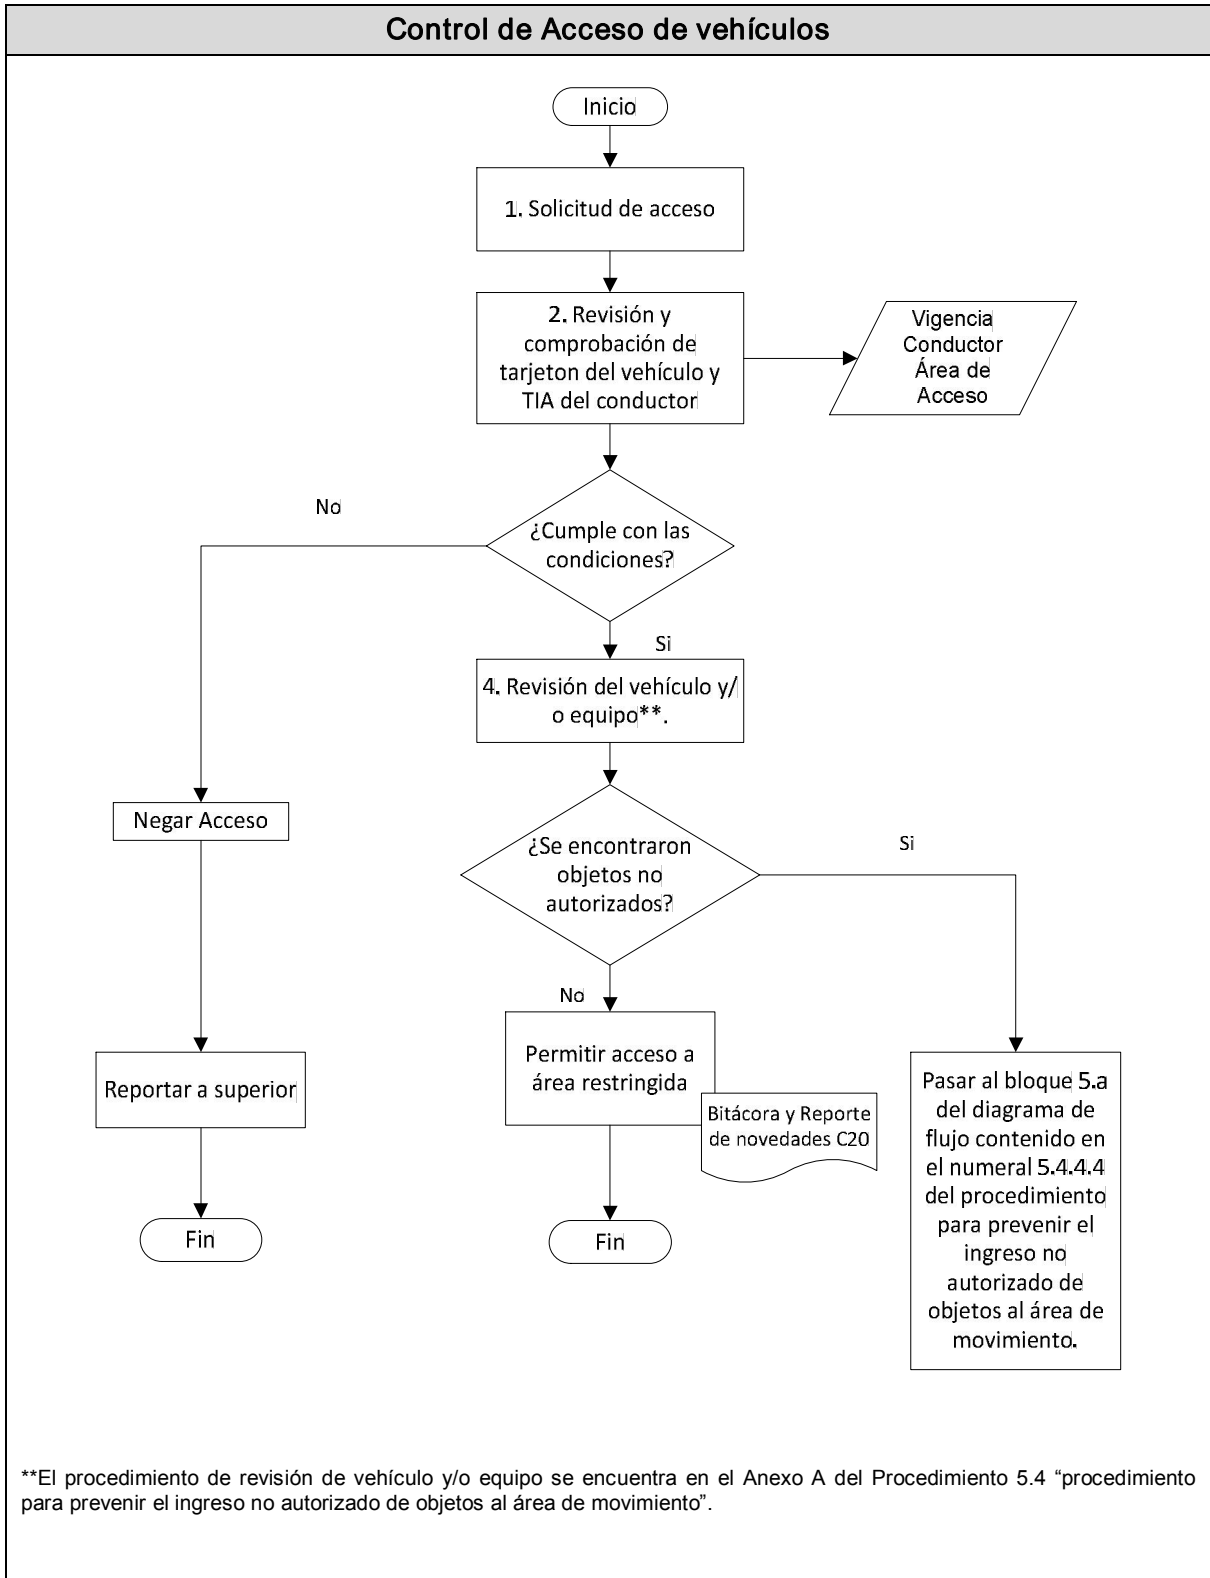 Control de Acceso de vehículos
Inicio
1. Solicitud de acceso
2. Revisión y
comprobación de
tarjeton del vehículo y
TIA del conductor
Vigencia
Conductor
Área de
Acceso
¿Cumple con las
condiciones?
No
Si
4. Revisión del vehículo y/
o equipo**.
Negar Acceso
¿Se encontraron
objetos no
autorizados?
Si
No
Reportar a superior
Permitir acceso a
área restringida
Bitácora y Reporte
de novedades C20
Pasar al bloque 5.a
del diagrama de
flujo contenido en
el numeral 5.4.4.4
del procedimiento
para prevenir el
ingreso no
autorizado de
objetos al área de
movimiento.
Fin
Fin
**El procedimiento de revisión de vehículo y/o equipo se encuentra en el Anexo A del Procedimiento 5.4 “procedimiento
para prevenir el ingreso no autorizado de objetos al área de movimiento”.